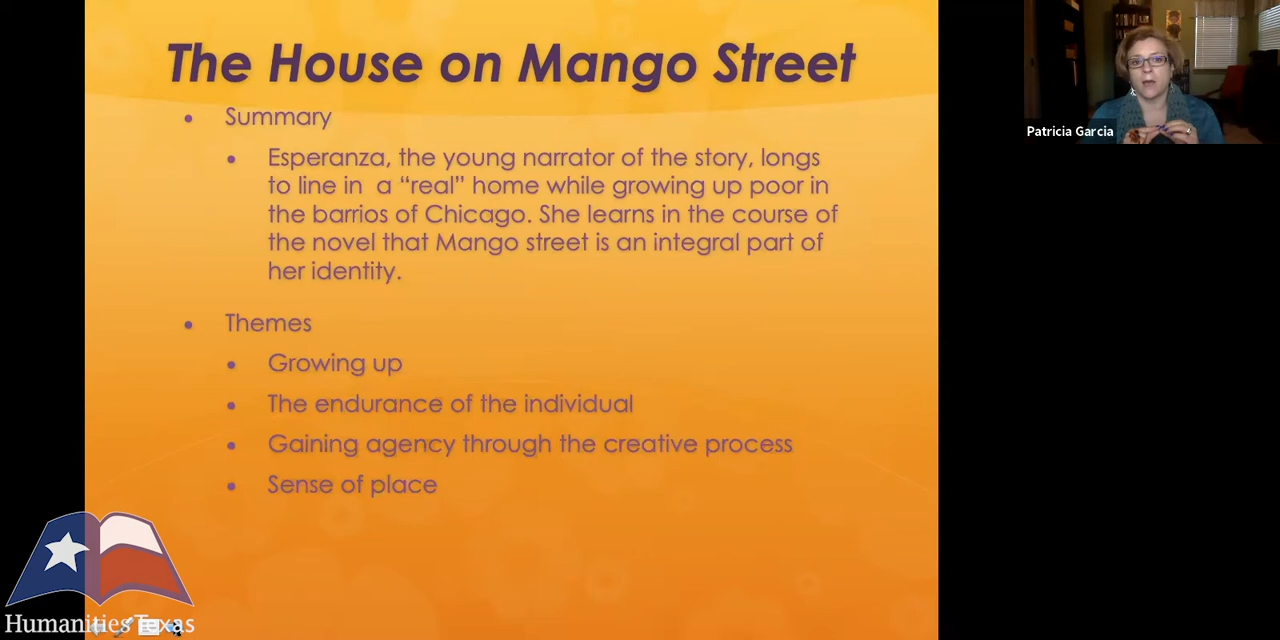 The House on Mango Street
Summary
Esperanza, the young narrator of the story, longs
to line in a “real” home while growing up poor in
the barrios of Chicago. She learns in the course of
the novel that Mango street is an integral part of
her identity.
Themes
Growing up
The endurance of the individual
Gaining agency through the creative process
Sense of place
Patricia Garcia
Humanities Texas